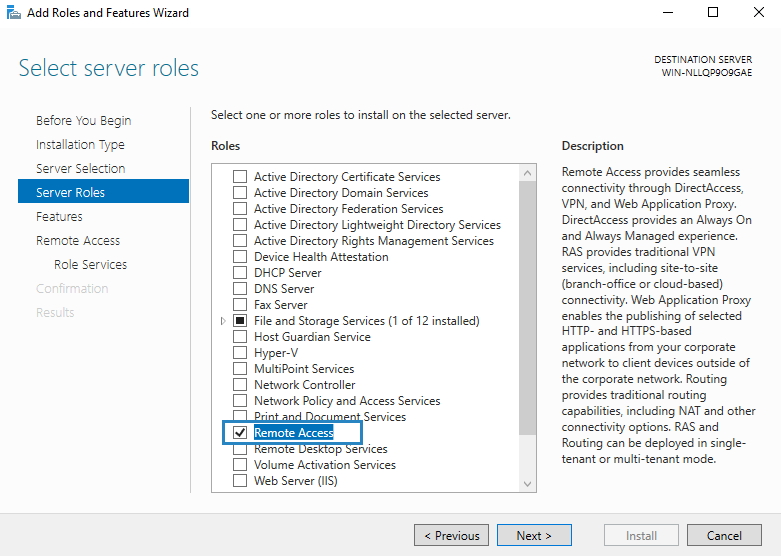 Add Roles and Features Wizard
Select server roles
DESTINATION SERVER
WIN-NLLQP9O9GAE
Before You Begin
Installation Type
Server Selection
Server Roles
Features
Remote Access
Role Services
Confirmation
Results
Select one or more roles to install on the selected server.
Roles
Active Directory Certificate Services
Active Directory Domain Services
Active Directory Federation Services
Active Directory Lightweight Directory Services
Active Directory Rights Management Services
Device Health Attestation
DHCP Server
DNS Server
Fax Server
File and Storage Services (1 of 12 installed)
Host Guardian Service
Hyper-V
MultiPoint Services
Network Controller
Network Policy and Access Services
Print and Document Services
Remote Access
Remote Desktop Services
Volume Activation Services
Web Server (IIS)
Description
Remote Access provides seamless
connectivity through DirectAccess,
VPN, and Web Application Proxy.
DirectAccess provides an Always On
and Always Managed experience.
RAS provides traditional VPN
services, including site-to-site
(branch-office or cloud-based)
connectivity. Web Application Proxy
enables the publishing of selected
HTTP- and HTTPS-based
applications from your corporate
network to client devices outside of
the corporate network. Routing
provides traditional routing
capabilities, including NAT and other
connectivity options. RAS and
Routing can be deployed in single-
tenant or multi-tenant mode.
< Previous
Next >
Install
Cancel